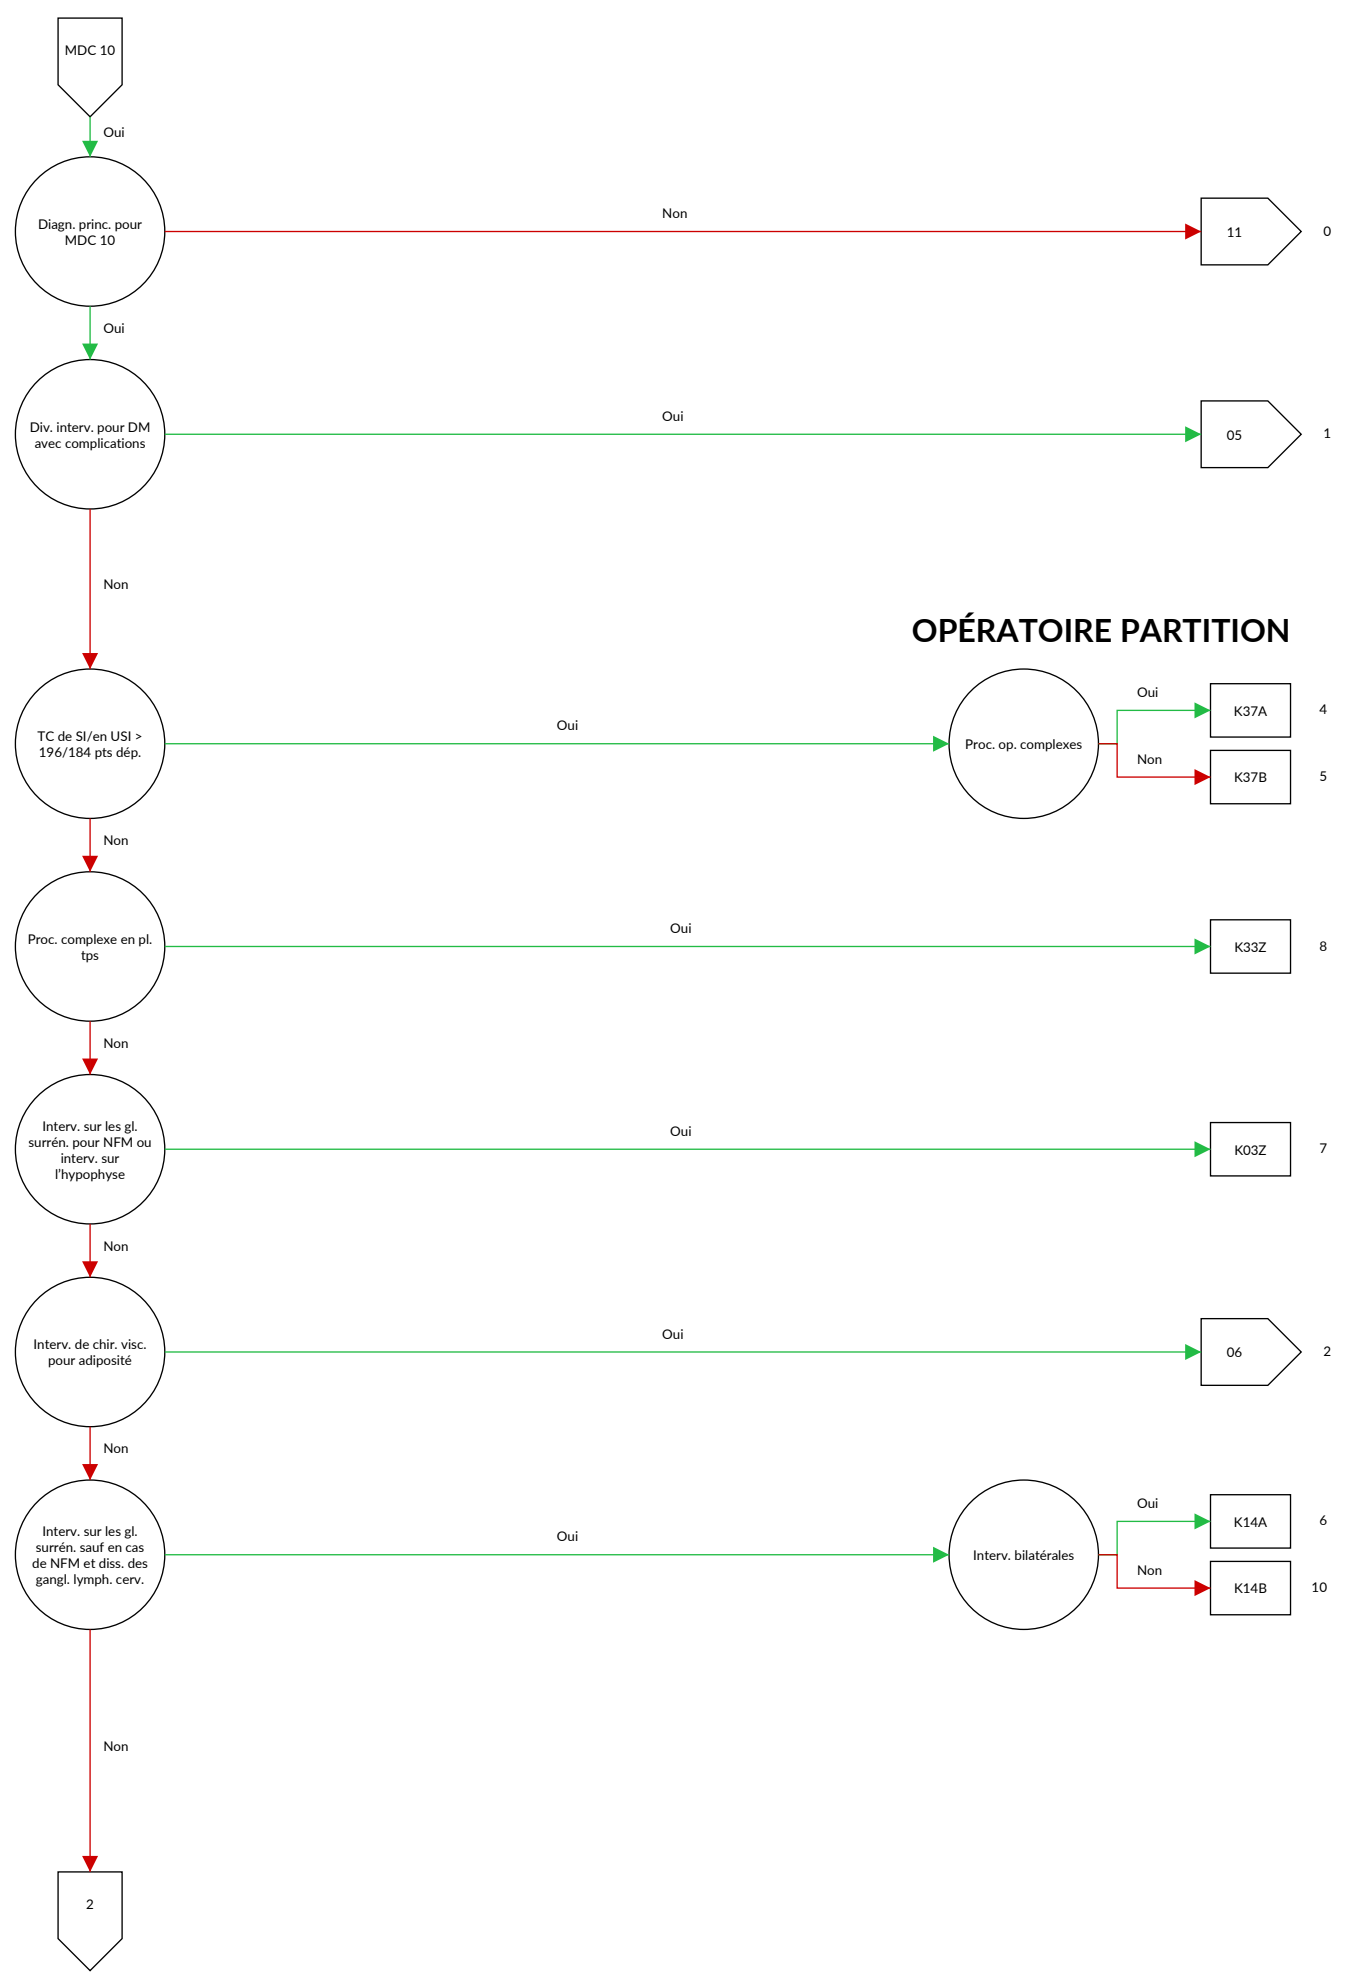 MDC 10
Oui
Diagn. princ. pour
MDC 10
Non
11
0
Oui
Div. interv. pour DM
avec complications
Oui
05
1
Non
OPÉRATOIRE PARTITION
TC de SI/en USI >
196/184 pts dép.
Oui
Proc. op. complexes
Oui
K37A
4
Non
K37B
5
Non
Proc. complexe en pl.
tps
Oui
K33Z
8
Non
Interv. sur les gl.
surrén. pour NFM ou
interv. sur
l'hypophyse
Oui
K03Z
7
Non
Interv. de chir. visc.
pour adiposité
Oui
06
2
Non
Interv. sur les gl.
surrén. sauf en cas
de NFM et diss. des
gangl. lymph. cerv.
Oui
Interv. bilatérales
Oui
K14A
6
Non
K14B
10
Non
2